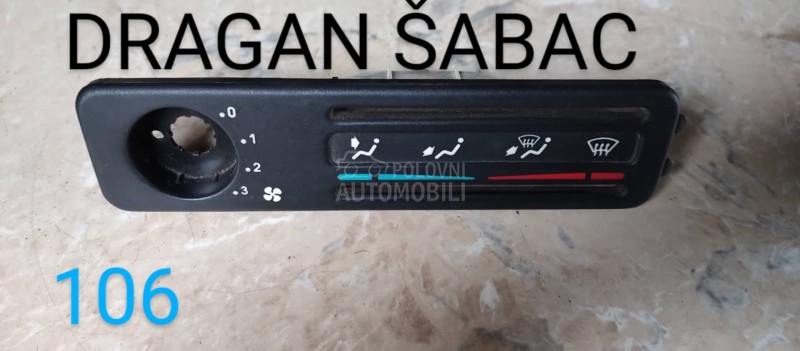 DRAGAN ŠABAC
0
1
2
3
POLOVNI
AUTOMOBILI
106